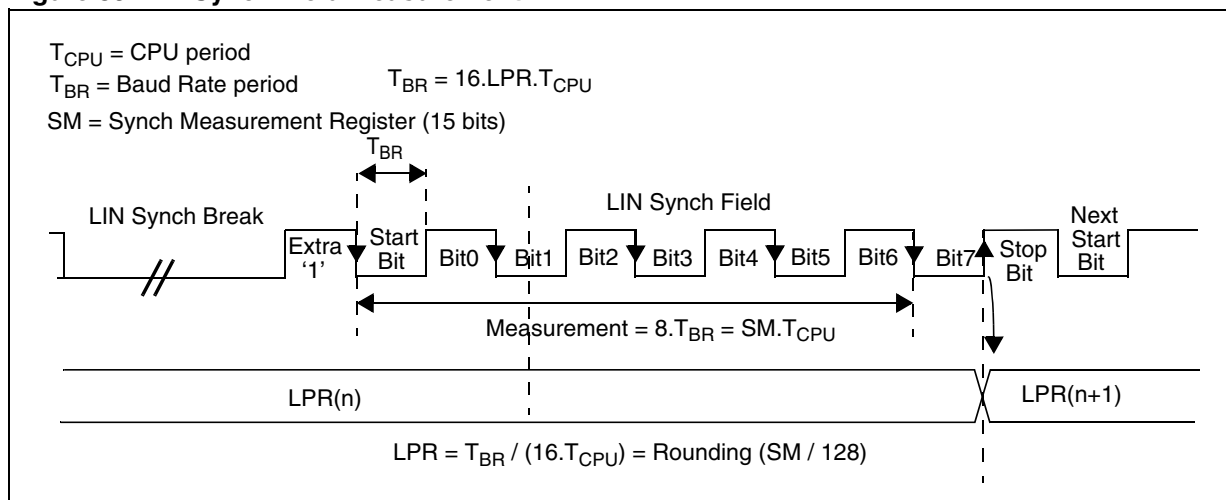 T_CPU = CPU period
T_BR = Baud Rate period T_BR = 16.LPR.T_CPU
SM = Synch Measurement Register (15 bits)
T_BR
LIN Synch Break
LIN Synch Field
Next
Start
Bit
Extra
‘1’
Start
Bit
Bit0
Bit1
Bit2
Bit3
Bit4
Bit5
Bit6
Bit7
Stop
Bit
Measurement = 8.T_BR = SM.T_CPU
LPR(n)
LPR(n+1)
LPR = T_BR / (16.T_CPU) = Rounding (SM / 128)